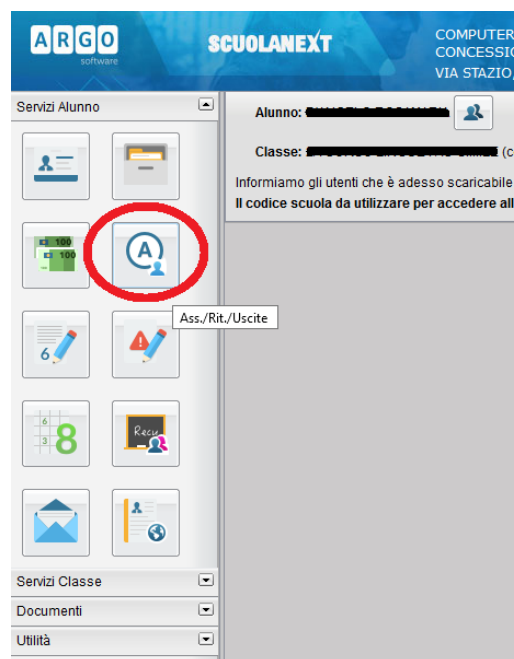 ARGO
software
SCUOLANEXT
COMPUTER
CONCESSIO
VIA STAZIO,
Servizi Alunno
Alunno:
Classe: (c
Informiamo gli utenti che è adesso scaricabile
Il codice scuola da utilizzare per accedere all
100
100
A
Ass./Rit./Uscite
6
6
3 8
Recu
Servizi Classe
Documenti
Utilità